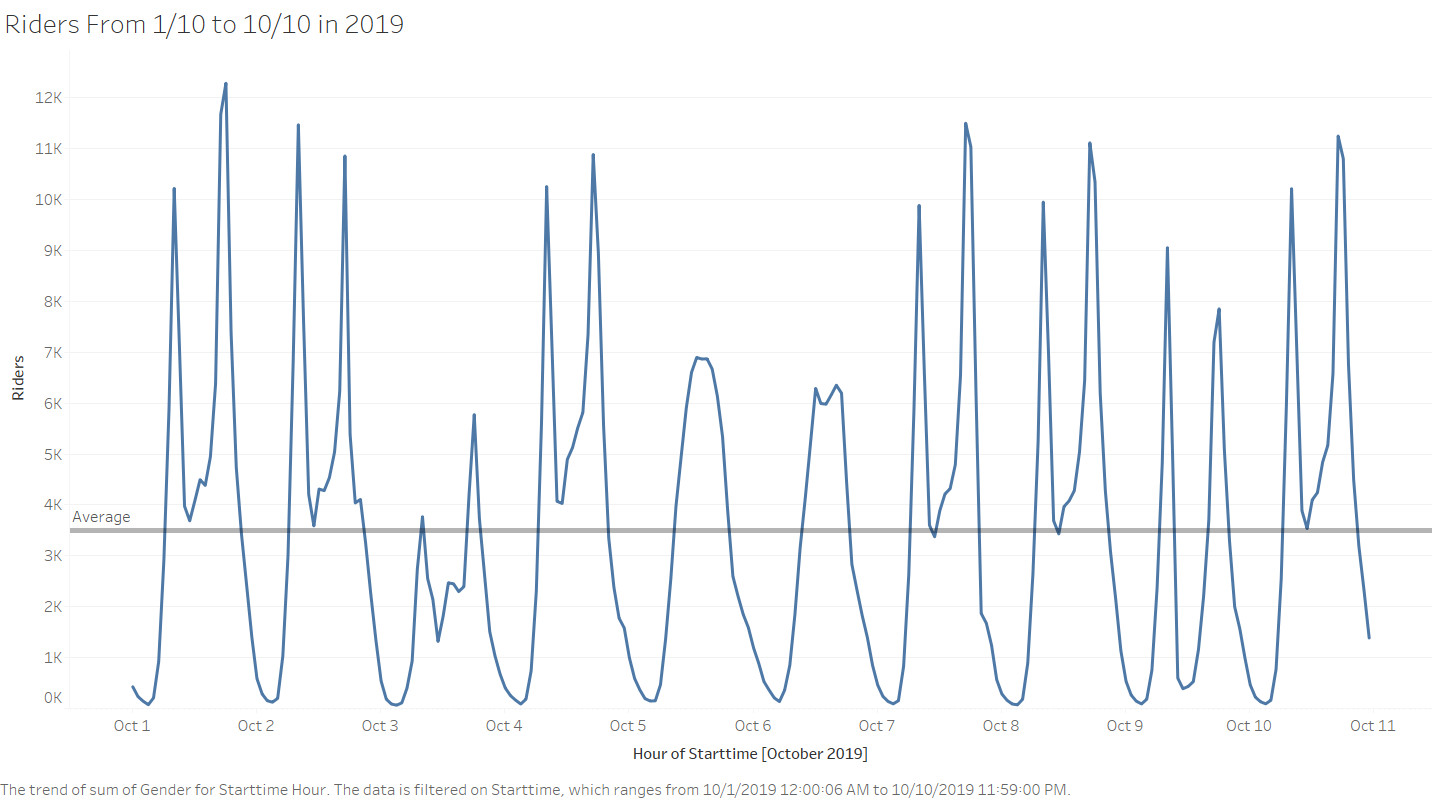 Riders From 1/10 to 10/10 in 2019
12K
11K
10K
9K
8K
7K
6K
5K
4K
3K
2K
1K
0K
Riders
Average
Oct 1 Oct 2 Oct 3 Oct 4 Oct 5 Oct 6 Oct 7 Oct 8 Oct 9 Oct 10 Oct 11
Hour of Starttime [October 2019]
The trend of sum of Gender for Starttime Hour. The data is filtered on Starttime, which ranges from 10/1/2019 12:00:06 AM to 10/10/2019 11:59:00 PM.